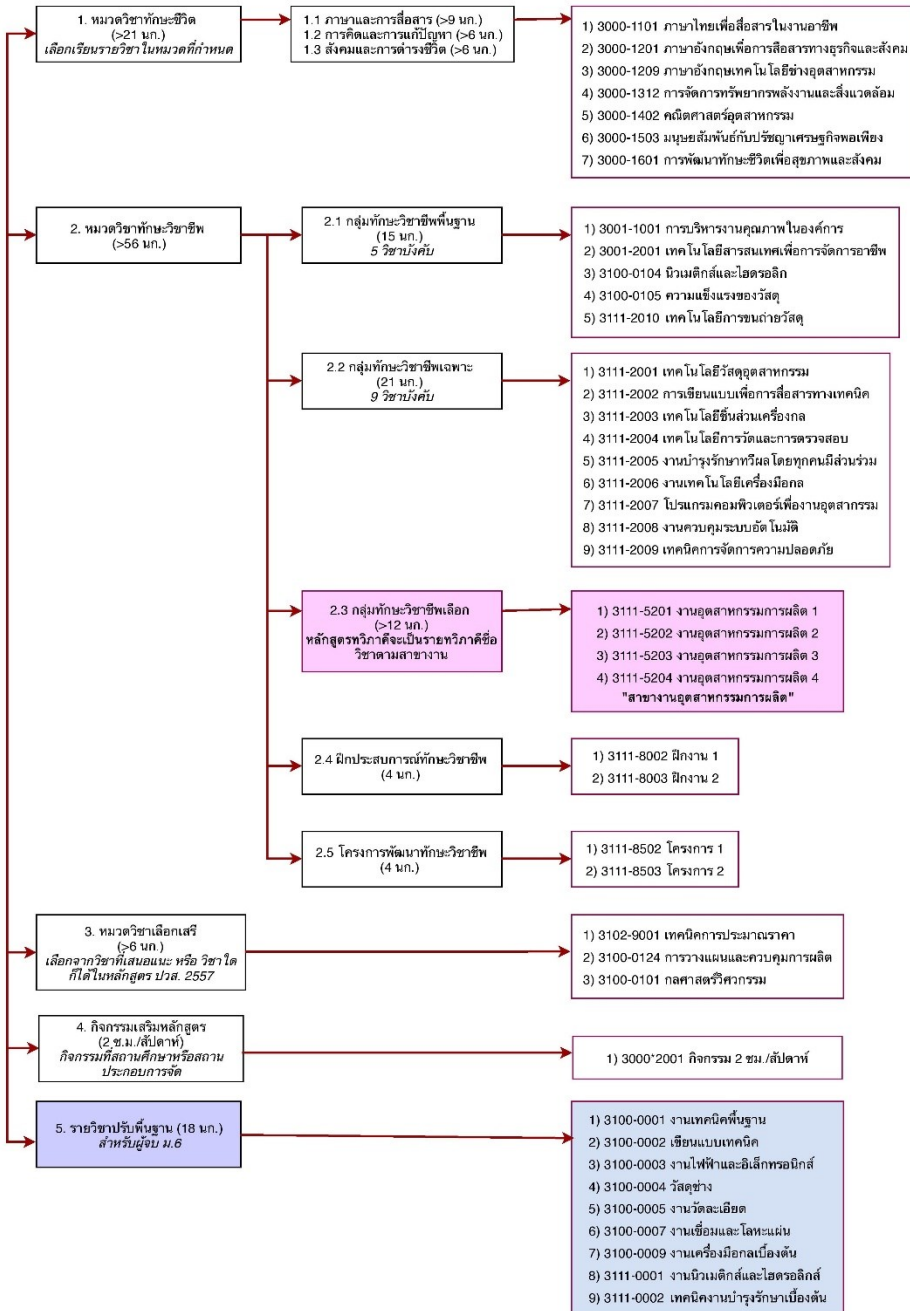 1. หมวดวิชาทักษะชีวิต
(>21 นก.)
เลือกเรียนรายวิชาในหมวดที่กำหนด
1.1 ภาษาและการสื่อสาร (>9 นก.)
1.2 การคิดและการแก้ปัญหา (>6 นก.)
1.3 สังคมและการดำรงชีวิต (>6 นก.)
1) 3000-1101 ภาษาไทยเพื่อสื่อสารในงานอาชีพ
2) 3000-1201 ภาษาอังกฤษเพื่อการสื่อสารทางธุรกิจและสังคม
3) 3000-1209 ภาษาอังกฤษเทคโนโลยีช่างอุตสาหกรรม
4) 3000-1312 การจัดการทรัพยากรพลังงานและสิ่งแวดล้อม
5) 3000-1402 คณิตศาสตร์อุตสาหกรรม
6) 3000-1503 มนุษยสัมพันธ์กับปรัชญาเศรษฐกิจพอเพียง
7) 3000-1601 การพัฒนาทักษะชีวิตเพื่อสุขภาพและสังคม
2. หมวดวิชาทักษะวิชาชีพ
(>56 นก.)
2.1 กลุ่มทักษะวิชาชีพพื้นฐาน
(15 นก.)
5 วิชาบังคับ
1) 3001-1001 การบริหารงานคุณภาพในองค์การ
2) 3001-2001 เทคโนโลยีสารสนเทศเพื่อการจัดการอาชีพ
3) 3100-0104 นิวเมติกส์และไฮดรอลิก
4) 3100-0105 ความแข็งแรงของวัสดุ
5) 3111-2010 เทคโนโลยีการขนถ่ายวัสดุ
2.2 กลุ่มทักษะวิชาชีพเฉพาะ
(21 นก.)
9 วิชาบังคับ
1) 3111-2001 เทคโนโลยีวัสดุอุตสาหกรรม
2) 3111-2002 การเขียนแบบเพื่อการสื่อสารทางเทคนิค
3) 3111-2003 เทคโนโลยีชิ้นส่วนเครื่องกล
4) 3111-2004 เทคโนโลยีการวัดและการตรวจสอบ
5) 3111-2005 งานบำรุงรักษาทวีผลโดยทุกคนมีส่วนร่วม
6) 3111-2006 งานเทคโนโลยีเครื่องมือกล
7) 3111-2007 โปรแกรมคอมพิวเตอร์เพื่องานอุตสากรรม
8) 3111-2008 งานควบคุมระบบอัตโนมัติ
9) 3111-2009 เทคนิคการจัดการความปลอดภัย
2.3 กลุ่มทักษะวิชาชีพเลือก
(>12 นก.)
หลักสูตรทวิภาคีจะเป็นรายทวิภาคีชื่อ
วิชาตามสาขางาน
1) 3111-5201 งานอุตสาหกรรมการผลิต 1
2) 3111-5202 งานอุตสาหกรรมการผลิต 2
3) 3111-5203 งานอุตสาหกรรมการผลิต 3
4) 3111-5204 งานอุตสาหกรรมการผลิต 4
"สาขางานอุตสาหกรรมการผลิต"
2.4 ฝึกประสบการณ์ทักษะวิชาชีพ
(4 นก.)
1) 3111-8002 ฝึกงาน 1
2) 3111-8003 ฝึกงาน 2
2.5 โครงการพัฒนาทักษะวิชาชีพ
(4 นก.)
1) 3111-8502 โครงการ 1
2) 3111-8503 โครงการ 2
3. หมวดวิชาเลือกเสรี
(>6 นก.)
เลือกจากวิชาที่เสนอแนะ หรือ วิชาใด
ก็ได้ในหลักสูตร ปวส. 2557
1) 3102-9001 เทคนิคการประมาณราคา
2) 3100-0124 การวางแผนและควบคุมการผลิต
3) 3100-0101 กลศาสตร์วิศวกรรม
4. กิจกรรมเสริมหลักสูตร
(2 ช.ม./สัปดาห์)
กิจกรรมที่สถานศึกษาหรือสถาน
ประกอบการจัด
1) 3000*2001 กิจกรรม 2 ชม./สัปดาห์
5. รายวิชาปรับพื้นฐาน (18 นก.)
สำหรับผู้จบ ม.6
1) 3100-0001 งานเทคนิคพื้นฐาน
2) 3100-0002 เขียนแบบเทคนิค
3) 3100-0003 งานไฟฟ้าและอิเล็กทรอนิกส์
4) 3100-0004 วัสดุช่าง
5) 3100-0005 งานวัดละเอียด
6) 3100-0007 งานเชื่อมและโลหะแผ่น
7) 3100-0009 งานเครื่องมือกลเบื้องต้น
8) 3111-0001 งานนิวเมติกส์และไฮดรอลิกส์
9) 3111-0002 เทคนิคงานบำรุงรักษาเบื้องต้น